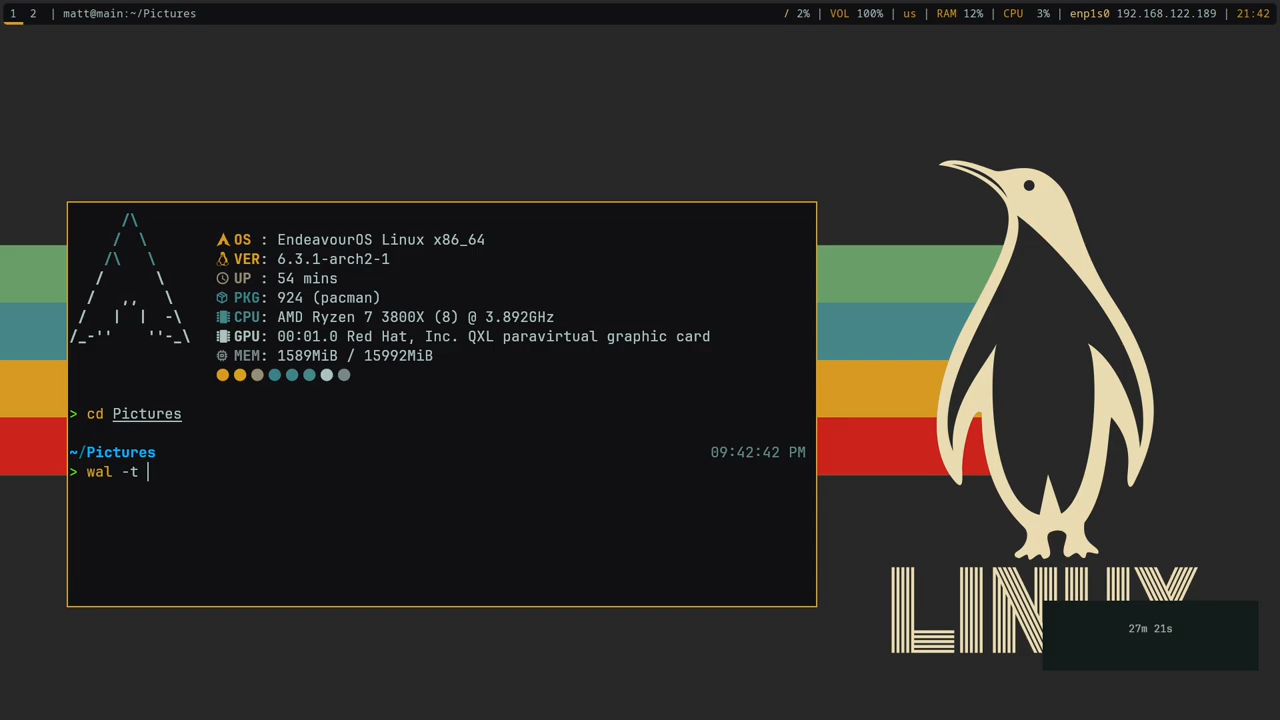 1 2 | matt@main:~/Pictures
/ 2% | VOL 100% | us | RAM 12% | CPU 3% | enp1s0 192.168.122.189 | 21:42
OS : EndeavourOS Linux x86_64
VER: 6.3.1-arch2-1
UP : 54 mins
PKG: 924 (pacman)
CPU: AMD Ryzen 7 3800X (8) @ 3.892GHz
GPU: 00:01.0 Red Hat, Inc. QXL paravirtual graphic card
MEM: 1589MiB / 15992MiB
> cd Pictures
~/Pictures 09:42:42 PM
> wal -t
LINUX
27m 21s